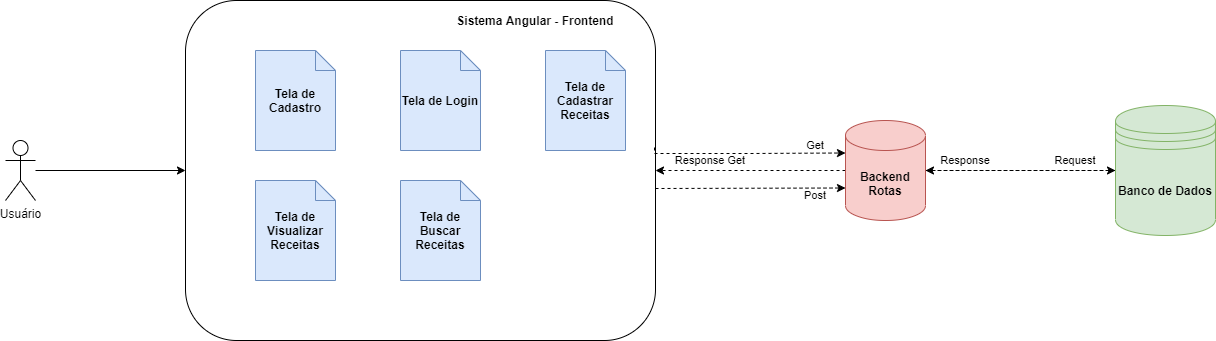 Sistema Angular - Frontend
Tela de
Cadastro
Tela de Login
Tela de
Cadastrar
Receitas
Usuário
Tela de
Visualizar
Receitas
Tela de
Buscar
Receitas
Get
Response Get
Post
Backend
Rotas
Response
Request
Banco de Dados